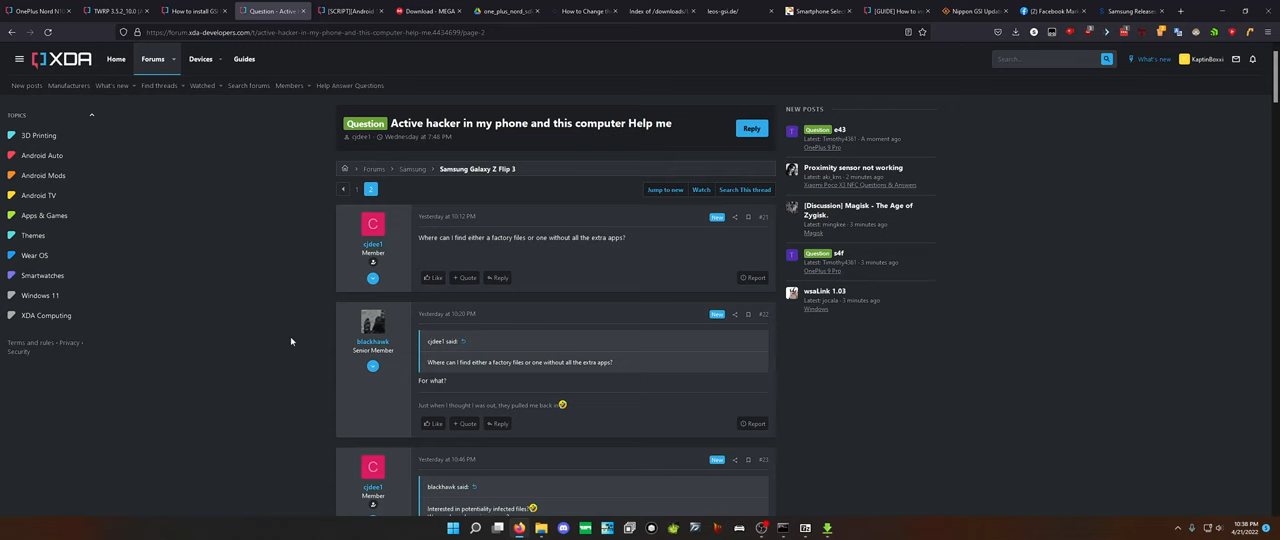 OnePlus Nord N10
TWRP 3.5.2_10.0
How to install GSI
Question - Active
[SCRIPT][Android
Download - MEGA
one_plus_nord_sd
How to Change th
Index of /downloads/
leos-gsi.de/
Smartphone Selec
[GUIDE] How to in
Nippon GSI Updat
(2) Facebook Mark
Samsung Releases
https://forum.xda-developers.com/t/active-hacker-in-my-phone-and-this-computer-help-me.4434699/page-2
XDA
Home
Forums
Devices
Guides
Search...
What's new
KaptinBoxxi
New posts
Manufacturers
What's new
Find threads
Watched
Search forums
Members
Help Answer Questions
TOPICS
3D Printing
Android Auto
Android Mods
Android TV
Apps & Games
Themes
Wear OS
Smartwatches
Windows 11
XDA Computing
Terms and rules · Privacy ·
Security
Question Active hacker in my phone and this computer Help me
cjdee1 · Wednesday at 7:48 PM
Reply
Forums > Samsung > Samsung Galaxy Z Flip 3
1 2
Jump to new
Watch
Search This thread
C
cjdee1
Member
Yesterday at 10:12 PM
New
#21
Where can I find either a factory files or one without all the extra apps?
Like
+ Quote
Reply
Report
blackhawk
Senior Member
Yesterday at 10:20 PM
New
#22
cjdee1 said:
Where can I find either a factory files or one without all the extra apps?
For what?
Just when I thought I was out, they pulled me back in
Like
+ Quote
Reply
Report
C
cjdee1
Member
Yesterday at 10:46 PM
New
#23
blackhawk said:
Interested in potentiality infected files?
NEW POSTS
T
Question e43
Latest: Timothy4361 · A moment ago
OnePlus 9 Pro
Proximity sensor not working
Latest: aki_kns · 2 minutes ago
Xiaomi Poco X3 NFC Questions & Answers
[Discussion] Magisk - The Age of
Zygisk.
Latest: mingkee · 3 minutes ago
Magisk
T
Question s4f
Latest: Timothy4361 · 3 minutes ago
OnePlus 9 Pro
wsaLink 1.03
Latest: jocala · 3 minutes ago
Windows
10:38 PM
4/21/2022